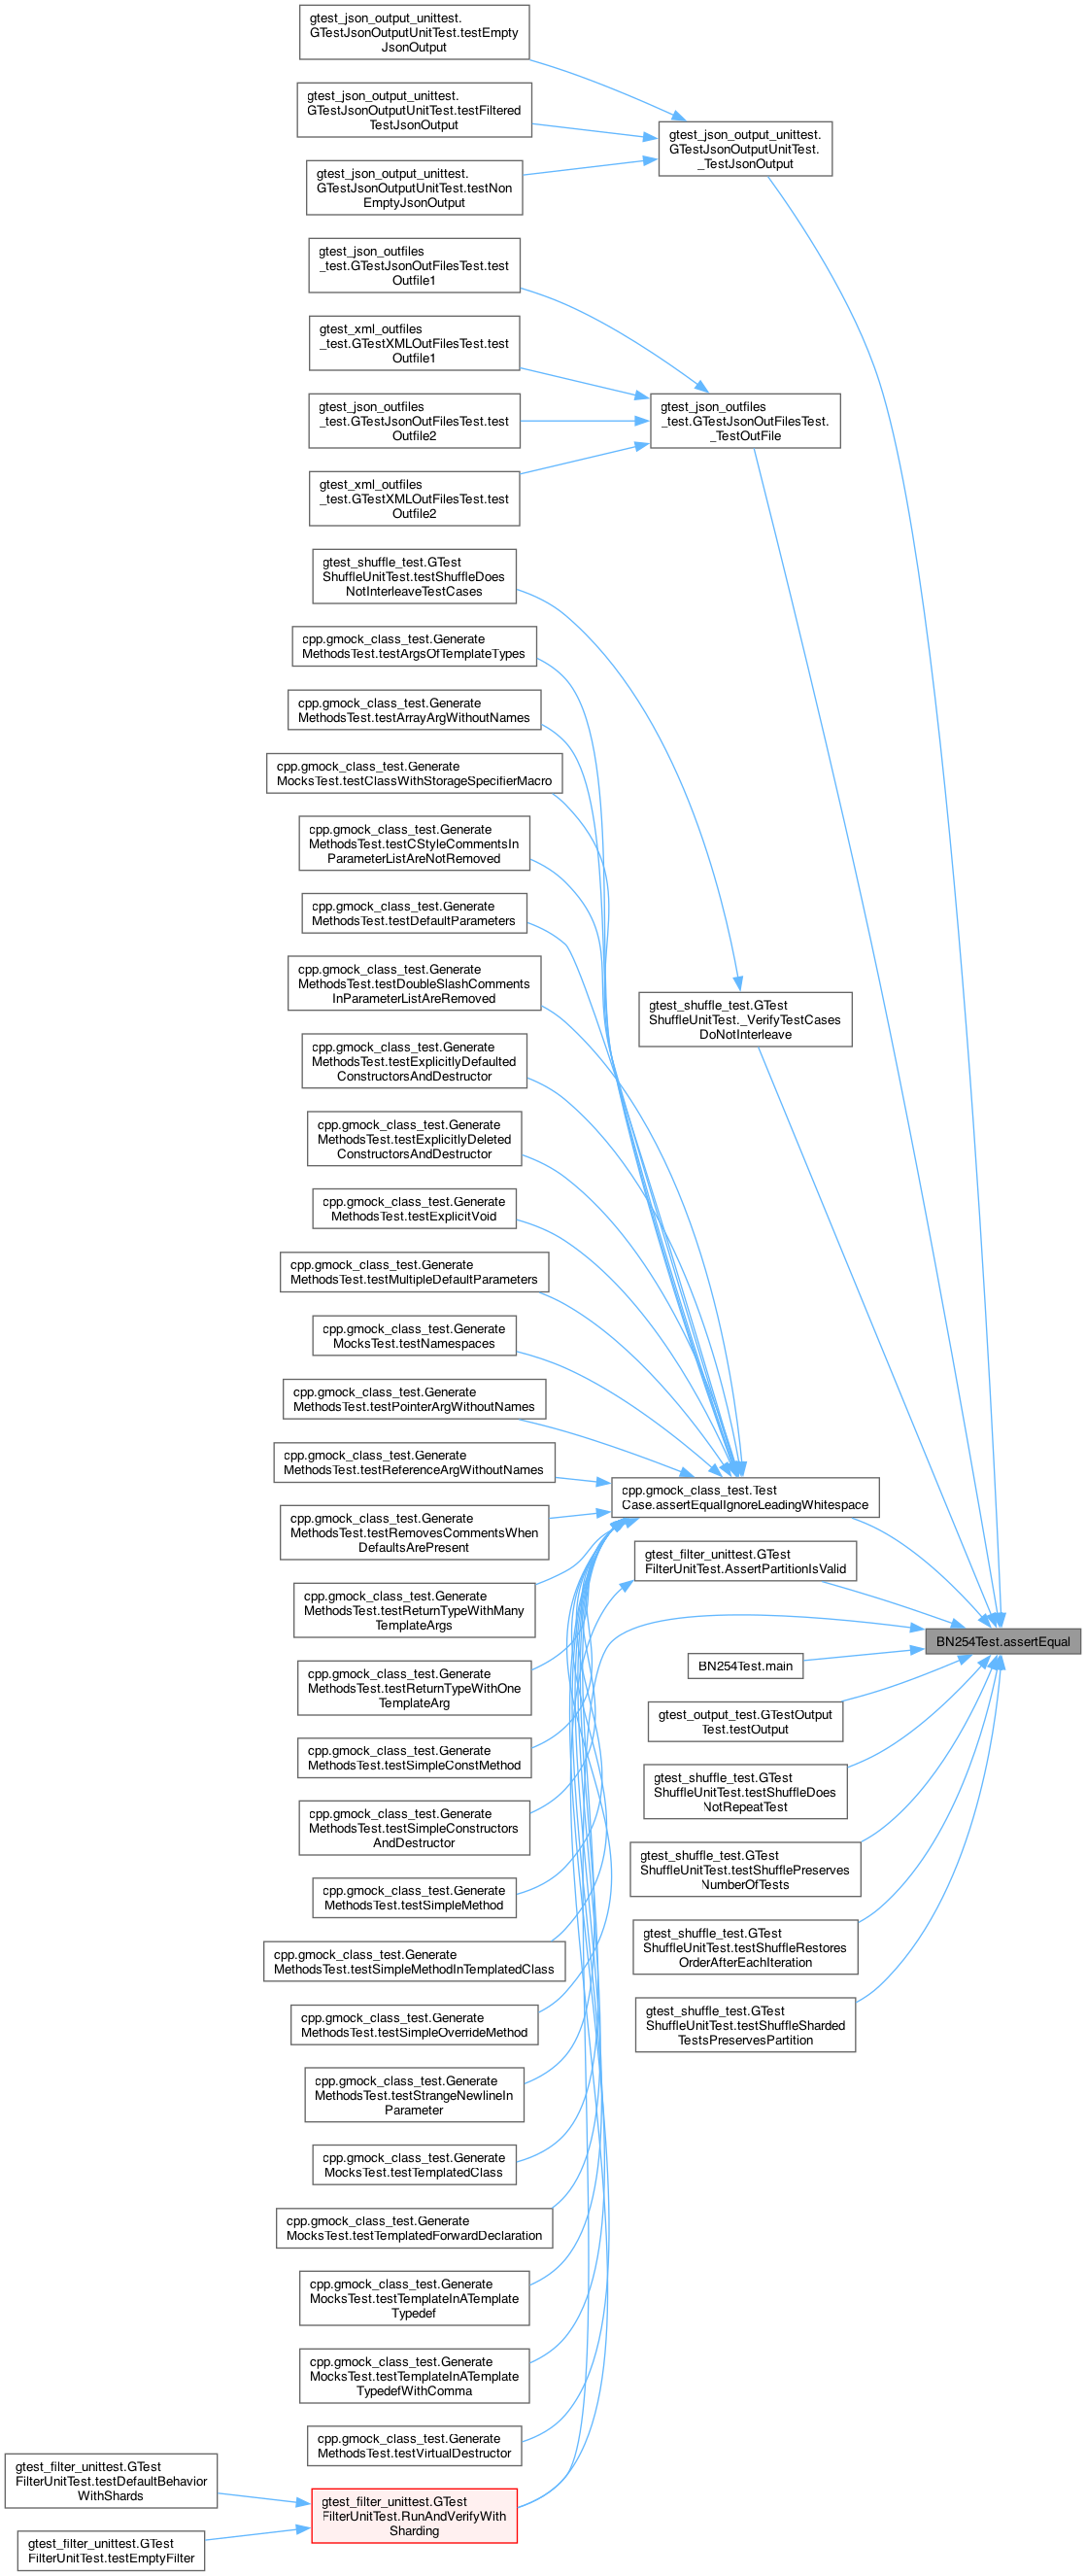 gtest_json_output_unittest.
GTestJsonOutputUnitTest.testEmpty
JsonOutput
gtest_json_output_unittest.
GTestJsonOutputUnitTest.testFiltered
TestJsonOutput
gtest_json_output_unittest.
GTestJsonOutputUnitTest._TestJsonOutput
gtest_json_output_unittest.
GTestJsonOutputUnitTest.testNon
EmptyJsonOutput
gtest_json_outfiles
_test.GTestJsonOutFilesTest.test
Outfile1
gtest_xml_outfiles
_test.GTestXMLOutFilesTest.test
Outfile1
gtest_json_outfiles
_test.GTestJsonOutFilesTest.test
Outfile2
gtest_json_outfiles
_test.GTestJsonOutFilesTest.
_TestOutFile
gtest_xml_outfiles
_test.GTestXMLOutFilesTest.test
Outfile2
gtest_shuffle_test.GTest
ShuffleUnitTest.testShuffleDoes
NotInterleaveTestCases
cpp.gmock_class_test.Generate
MethodsTest.testArgsOfTemplateTypes
cpp.gmock_class_test.Generate
MethodsTest.testArrayArgWithoutNames
cpp.gmock_class_test.Generate
MocksTest.testClassWithStorageSpecifierMacro
cpp.gmock_class_test.Generate
MethodsTest.testCStyleCommentsIn
ParameterListAreNotRemoved
cpp.gmock_class_test.Generate
MethodsTest.testDefaultParameters
cpp.gmock_class_test.Generate
MethodsTest.testDoubleSlashComments
InParameterListAreRemoved
gtest_shuffle_test.GTest
ShuffleUnitTest._VerifyTestCases
DoNotInterleave
cpp.gmock_class_test.Generate
MethodsTest.testExplicitlyDefaulted
ConstructorsAndDestructor
cpp.gmock_class_test.Generate
MethodsTest.testExplicitlyDeleted
ConstructorsAndDestructor
cpp.gmock_class_test.Generate
MethodsTest.testExplicitVoid
cpp.gmock_class_test.Generate
MethodsTest.testMultipleDefaultParameters
cpp.gmock_class_test.Generate
MocksTest.testNamespaces
cpp.gmock_class_test.Generate
MethodsTest.testPointerArgWithoutNames
cpp.gmock_class_test.Generate
MethodsTest.testReferenceArgWithoutNames
cpp.gmock_class_test.Test
Case.assertEqualIgnoreLeadingWhitespace
cpp.gmock_class_test.Generate
MethodsTest.testRemovesCommentsWhen
DefaultsArePresent
gtest_filter_unittest.GTest
FilterUnitTest.AssertPartitionIsValid
cpp.gmock_class_test.Generate
MethodsTest.testReturnTypeWithMany
TemplateArgs
BN254Test.assertEqual
BN254Test.main
cpp.gmock_class_test.Generate
MethodsTest.testReturnTypeWithOne
TemplateArg
gtest_output_test.GTestOutput
Test.testOutput
cpp.gmock_class_test.Generate
MethodsTest.testSimpleConstMethod
gtest_shuffle_test.GTest
ShuffleUnitTest.testShuffleDoes
NotRepeatTest
cpp.gmock_class_test.Generate
MethodsTest.testSimpleConstructors
AndDestructor
gtest_shuffle_test.GTest
ShuffleUnitTest.testShufflePreserves
NumberOfTests
cpp.gmock_class_test.Generate
MethodsTest.testSimpleMethod
gtest_shuffle_test.GTest
ShuffleUnitTest.testShuffleRestores
OrderAfterEachIteration
cpp.gmock_class_test.Generate
MethodsTest.testSimpleMethodInTemplatedClass
gtest_shuffle_test.GTest
ShuffleUnitTest.testShuffleSharded
TestsPreservesPartition
cpp.gmock_class_test.Generate
MethodsTest.testSimpleOverrideMethod
cpp.gmock_class_test.Generate
MethodsTest.testStrangeNewlineIn
Parameter
cpp.gmock_class_test.Generate
MocksTest.testTemplatedClass
cpp.gmock_class_test.Generate
MocksTest.testTemplatedForwardDeclaration
cpp.gmock_class_test.Generate
MocksTest.testTemplateInATemplate
Typedef
cpp.gmock_class_test.Generate
MocksTest.testTemplateInATemplate
TypedefWithComma
cpp.gmock_class_test.Generate
MethodsTest.testVirtualDestructor
gtest_filter_unittest.GTest
FilterUnitTest.testDefaultBehavior
WithShards
gtest_filter_unittest.GTest
FilterUnitTest.RunAndVerifyWith
Sharding
gtest_filter_unittest.GTest
FilterUnitTest.testEmptyFilter